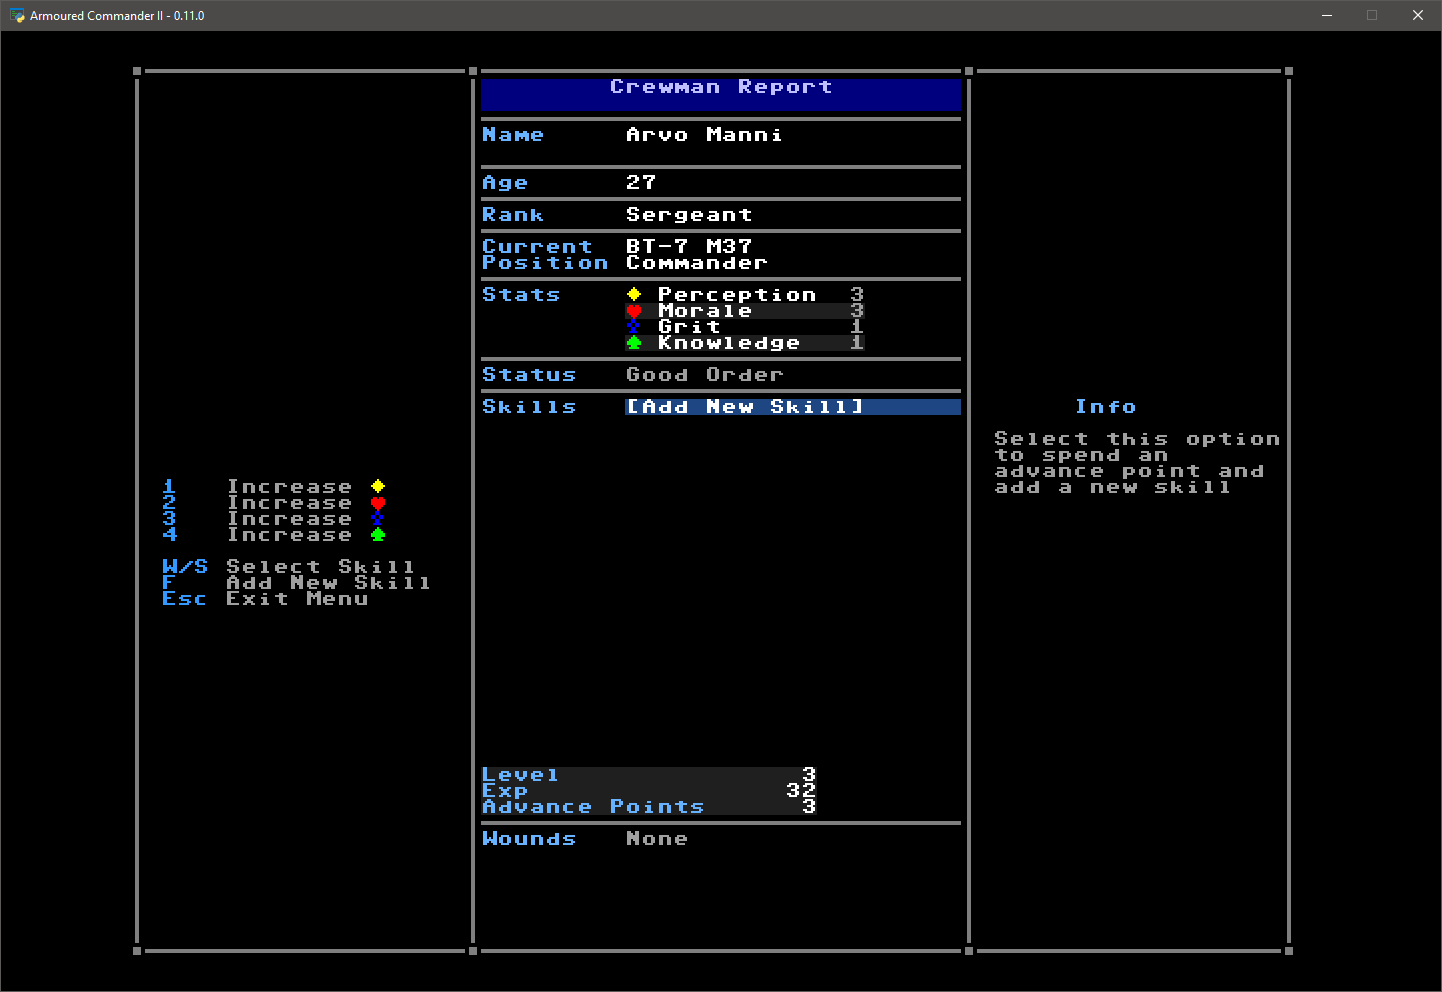 Armoured Commander II - 0.11.0
Crewman Report
Name Arvo Manni
Age 27
Rank Sergeant
Current BT-7 M37
Position Commander
Stats Perception 3
Morale 3
Grit 1
Knowledge 1
Status Good Order
Skills [Add New Skill]
Level 3
Exp 32
Advance Points 3
Wounds None
1 Increase
2 Increase
3 Increase
4 Increase
W/S Select Skill
F Add New Skill
Esc Exit Menu
Info
Select this option
to spend an
advance point and
add a new skill